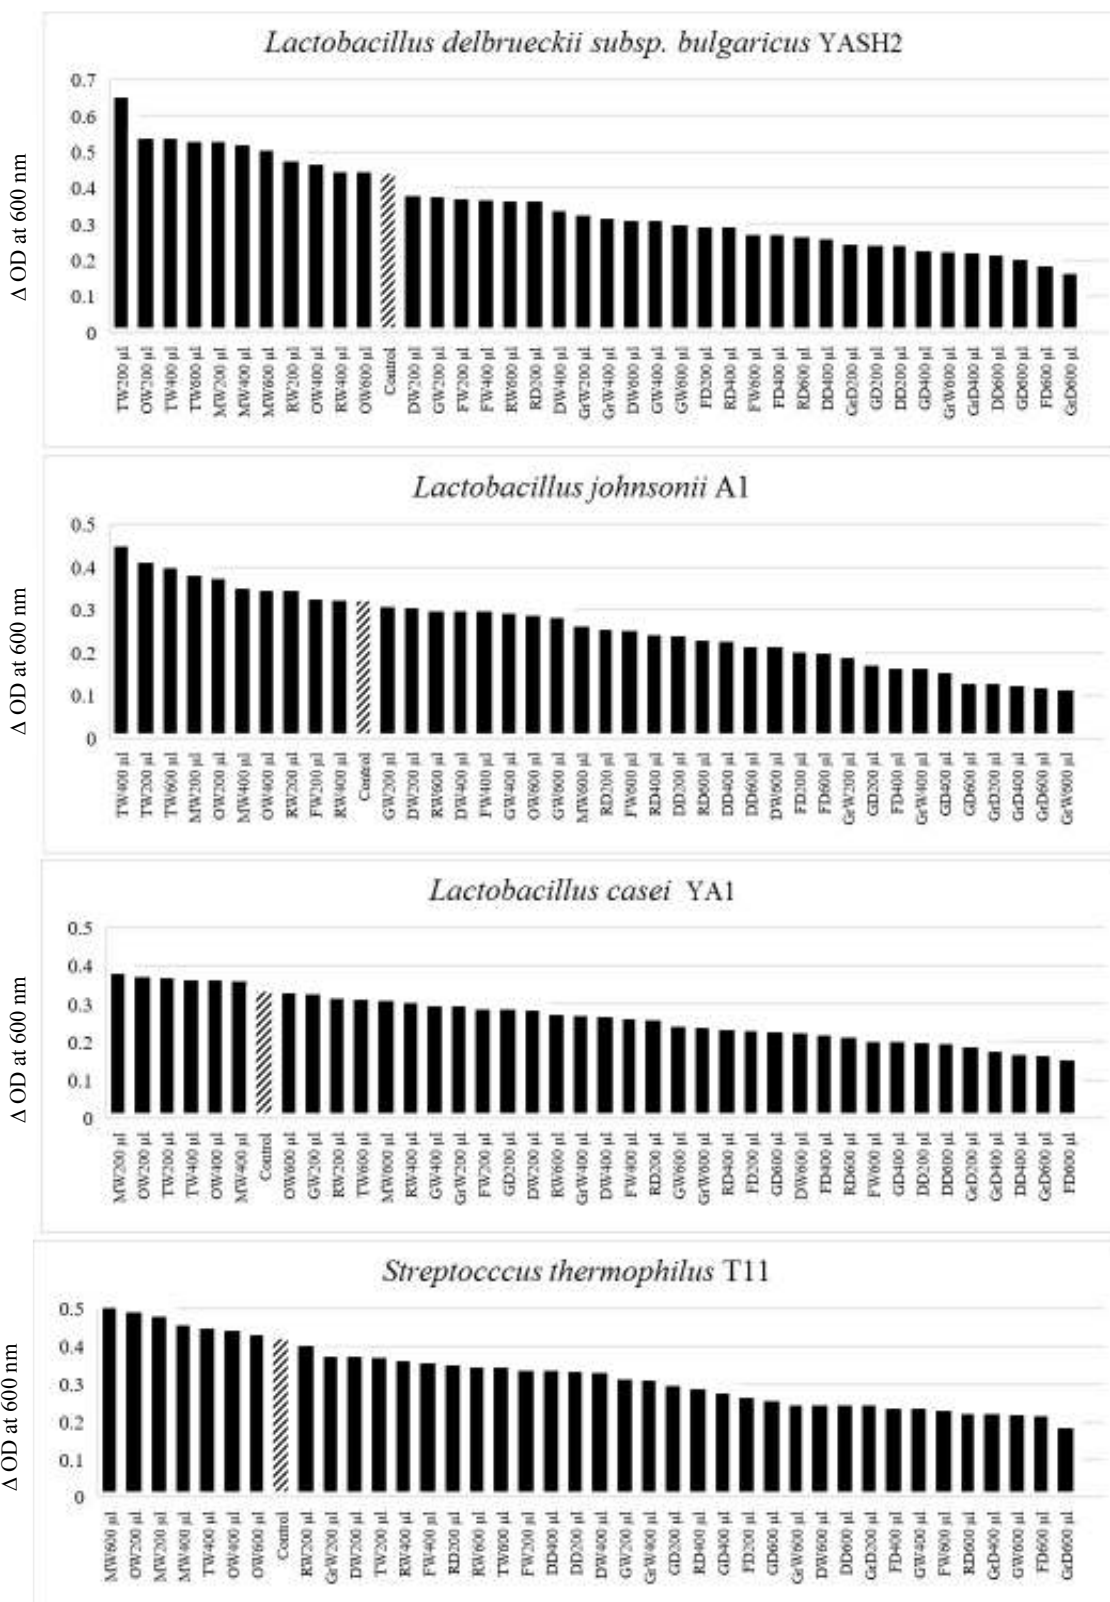 Lactobacillus delbrueckii subsp. bulgaricus YASH2
Δ OD at 600 nm
0.7
0.6
0.5
0.4
0.3
0.2
0.1
0
TW200 µl
OW200 µl
TW400 µl
TW600 µl
MW200 µl
MW400 µl
MW600 µl
RW200 µl
OW400 µl
RW400 µl
OW600 µl
Control
DW200 µl
GW200 µl
FW200 µl
FW400 µl
RW600 µl
RD200 µl
DW400 µl
GrW200 µl
GrW400 µl
DW600 µl
GW400 µl
GW600 µl
FD200 µl
RD400 µl
FW600 µl
FD400 µl
RD600 µl
DD400 µl
GrD200 µl
GD200 µl
DD200 µl
GD400 µl
GrW600 µl
GrD400 µl
DD600 µl
GD600 µl
FD600 µl
GrD600 µl
Lactobacillus johnsonii A1
Δ OD at 600 nm
0.5
0.4
0.3
0.2
0.1
0
TW400 µl
TW200 µl
TW600 µl
MW200 µl
OW200 µl
MW400 µl
OW400 µl
RW200 µl
FW200 µl
RW400 µl
Control
GW200 µl
DW200 µl
RW600 µl
DW400 µl
FW400 µl
GW400 µl
OW600 µl
GW600 µl
MW600 µl
RD200 µl
FW600 µl
RD400 µl
DD200 µl
RD600 µl
DD400 µl
DD600 µl
DW600 µl
FD200 µl
FD600 µl
GrW200 µl
GD200 µl
FD400 µl
GrW400 µl
GD400 µl
GD600 µl
GrD200 µl
GrD400 µl
GrD600 µl
GrW600 µl
Lactobacillus casei YA1
Δ OD at 600 nm
0.5
0.4
0.3
0.2
0.1
0
MW200 µl
OW200 µl
TW200 µl
TW400 µl
OW400 µl
MW400 µl
Control
OW600 µl
GW200 µl
RW200 µl
TW600 µl
MW600 µl
RW400 µl
GW400 µl
GrW200 µl
FW200 µl
GD200 µl
DW200 µl
RW600 µl
GrW400 µl
DW400 µl
FW400 µl
RD200 µl
GW600 µl
GrW600 µl
RD400 µl
FD200 µl
GD600 µl
DW600 µl
FD400 µl
RD600 µl
FW600 µl
GD400 µl
DD200 µl
DD600 µl
GrD200 µl
GrD400 µl
DD400 µl
GrD600 µl
FD600 µl
Streptocccus thermophilus T11
Δ OD at 600 nm
0.5
0.4
0.3
0.2
0.1
0
MW600 µl
OW200 µl
MW200 µl
MW400 µl
TW400 µl
OW400 µl
OW600 µl
Control
RW200 µl
GrW200 µl
DW200 µl
TW200 µl
RW400 µl
FW400 µl
RD200 µl
RW600 µl
TW600 µl
FW200 µl
DD400 µl
DD200 µl
DW400 µl
GW200 µl
GrW400 µl
GD200 µl
RD400 µl
GD400 µl
FD200 µl
GD600 µl
GrW600 µl
DW600 µl
DD600 µl
GrD200 µl
FD400 µl
GW400 µl
FW600 µl
RD600 µl
GrD400 µl
GW600 µl
FD600 µl
GrD600 µl